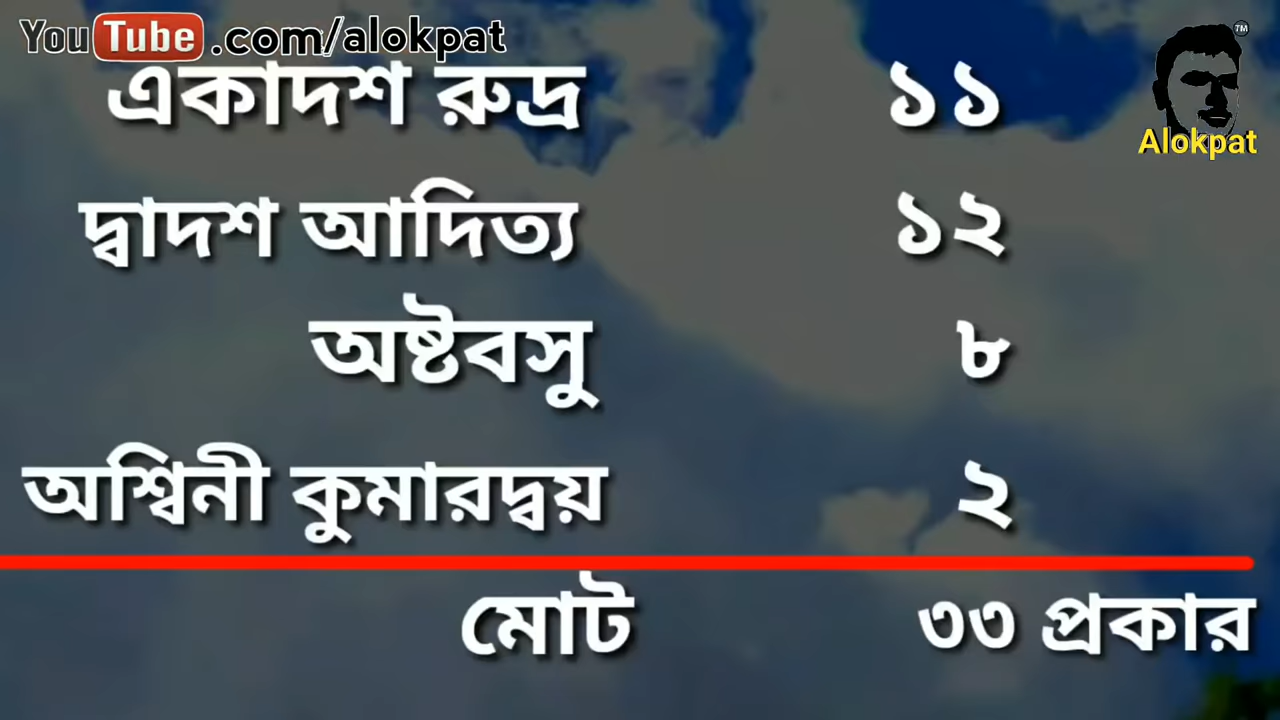 YouTube.com/alokpat
TM
Alokpat
একাদশ রুদ্র ১১
দ্বাদশ আদিত্য ১২
অষ্টবসু ৮
অশ্বিনী কুমারদ্বয় ২
মোট ৩৩ প্রকার